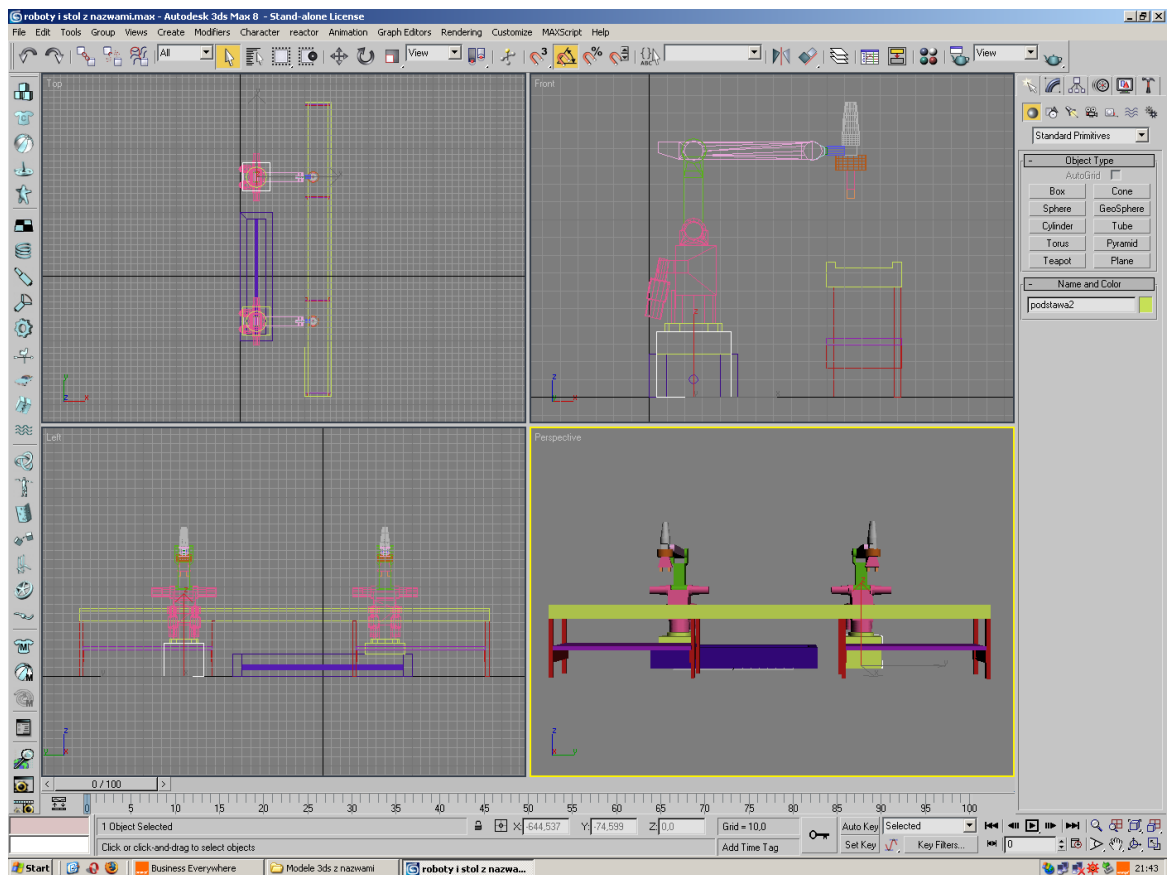 roboty i stol z nazwami.max - Autodesk 3ds Max 8 - Stand-alone License
File Edit Tools Group Views Create Modifiers Character reactor Animation Graph Editors Rendering Customize MAXScript Help
All View 3 % ABC View
Top
Front
Standard Primitives
- Object Type
AutoGrid
Box Cone
Sphere GeoSphere
Cylinder Tube
Torus Pyramid
Teapot Plane
- Name and Color
podstawa2
Left
Perspective
0 / 100
0 5 10 15 20 25 30 35 40 45 50 55 60 65 70 75 80 85 90 95 100
1 Object Selected X: -644,537 Y: -74,599 Z: 0,0 Grid = 10,0 Auto Key Selected
Click or click-and-drag to select objects Add Time Tag Set Key Key Filters... 0
Start Business Everywhere Modele 3ds z nazwami roboty i stol z nazwa... 21:43